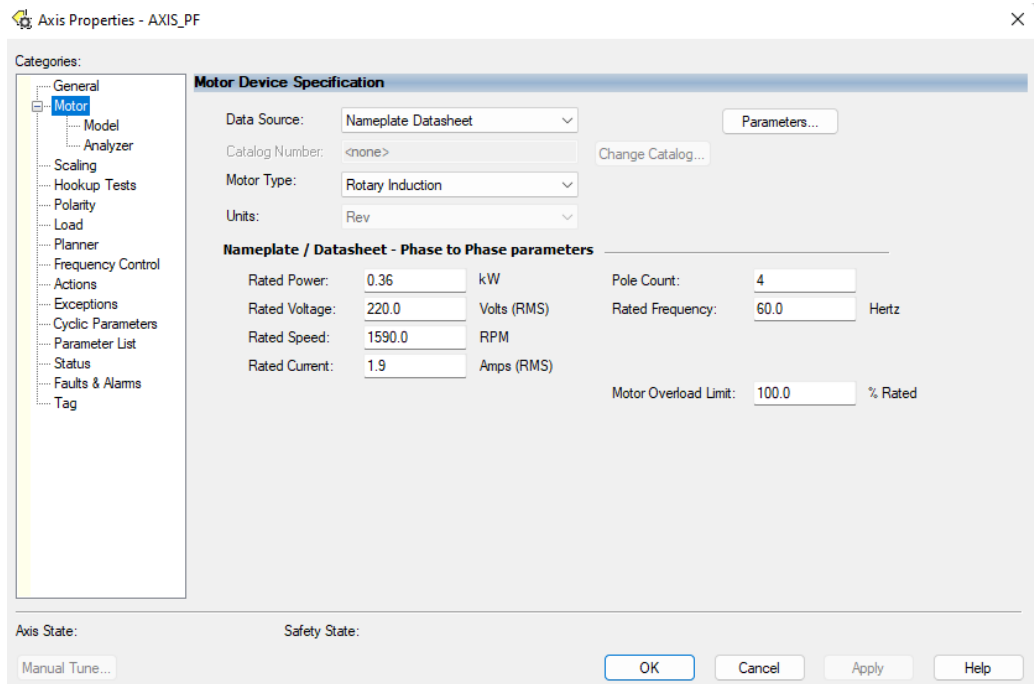 Axis Properties - AXIS_PF
Categories:
General
Motor
Model
Analyzer
Scaling
Hookup Tests
Polarity
Load
Planner
Frequency Control
Actions
Exceptions
Cyclic Parameters
Parameter List
Status
Faults & Alarms
Tag
Motor Device Specification
Data Source: Nameplate Datasheet Parameters...
Catalog Number: <none> Change Catalog...
Motor Type: Rotary Induction
Units: Rev
Nameplate / Datasheet - Phase to Phase parameters
Rated Power: 0.36 kW Pole Count: 4
Rated Voltage: 220.0 Volts (RMS) Rated Frequency: 60.0 Hertz
Rated Speed: 1590.0 RPM
Rated Current: 1.9 Amps (RMS)
Motor Overload Limit: 100.0 % Rated
Axis State: Safety State:
Manual Tune... OK Cancel Apply Help